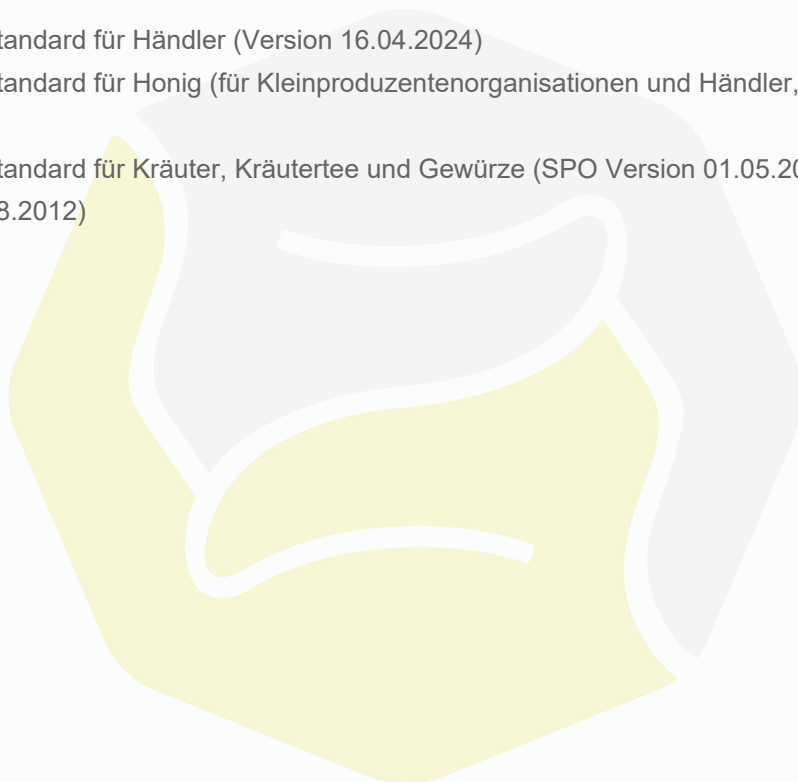 tandard für Händler (Version 16.04.2024)
tandard für Honig (für Kleinproduzentenorganisationen und Händler,
tandard für Kräuter, Kräutertee und Gewürze (SPO Version 01.05.20
8.2012)